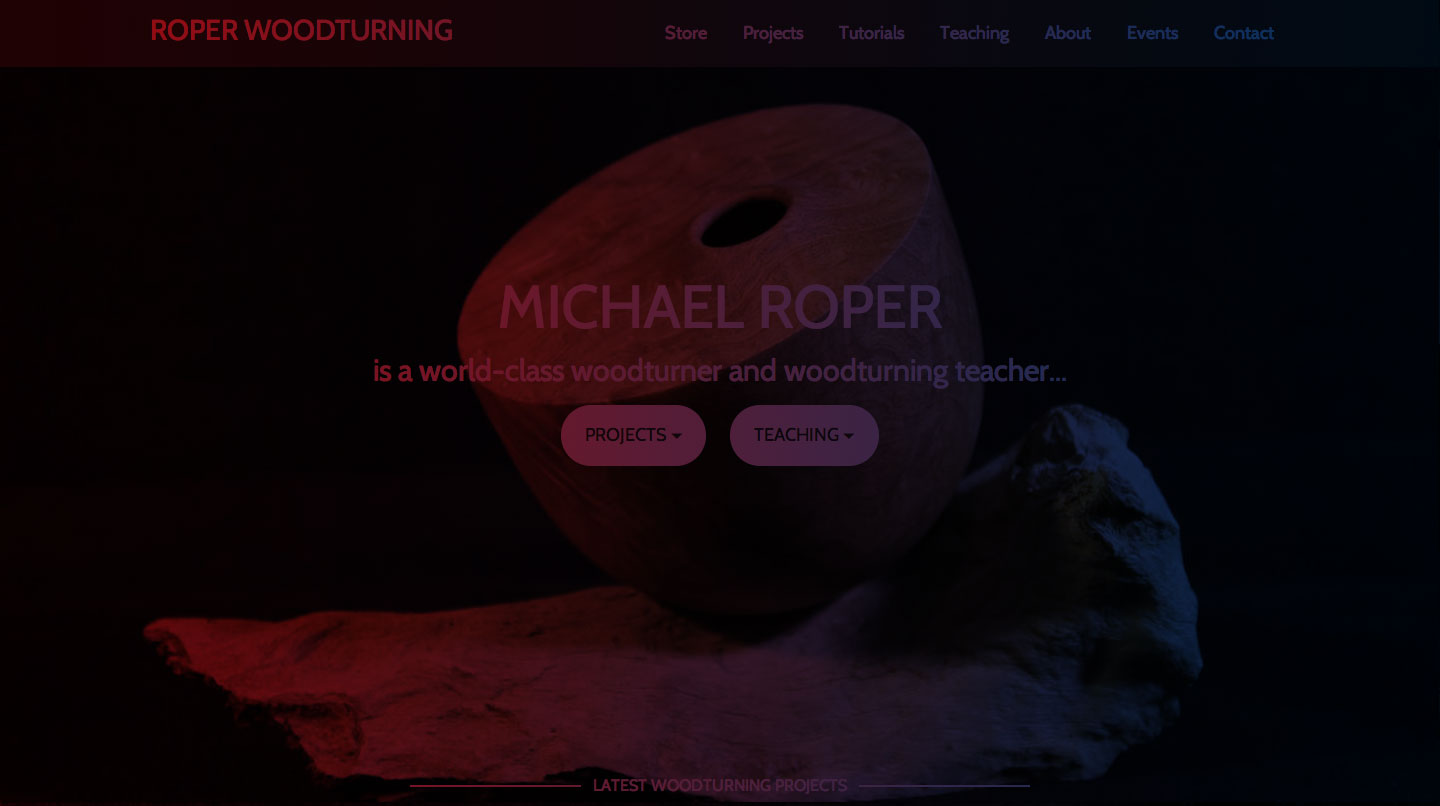 ROPER WOODTURNING
Store Projects Tutorials Teaching About Events Contact
MICHAEL ROPER
is a world-class woodturner and woodturning teacher...
PROJECTS TEACHING
LATEST WOODTURNING PROJECTS